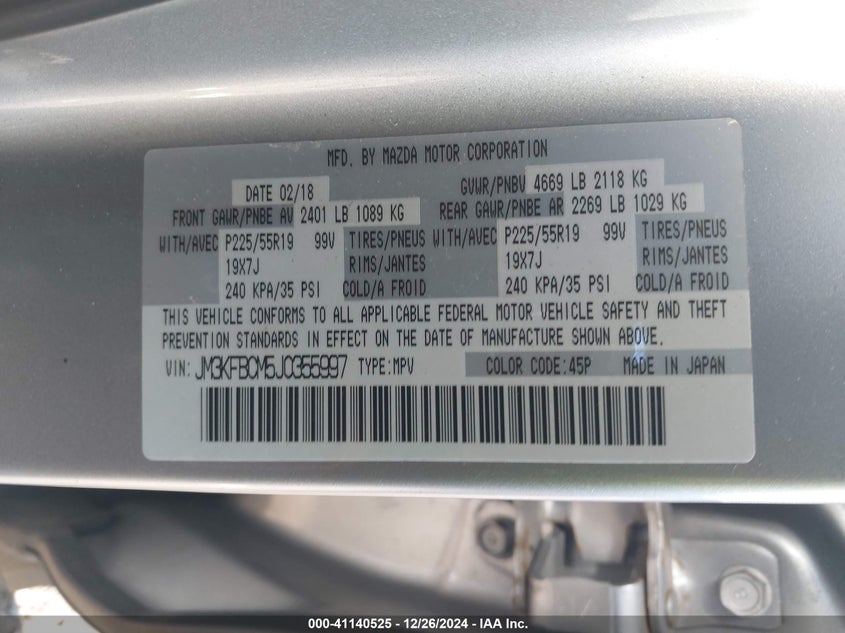 MFD. BY MAZDA MOTOR CORPORATION
DATE 02/18 GVWR/PNBV 4669 LB 2118 KG
FRONT GAWR/PNBE AV 2401 LB 1089 KG REAR GAWR/PNBE AR 2269 LB 1029 KG
WITH/AVEC P225/55R19 99V TIRES/PNEUS WITH/AVEC P225/55R19 99V TIRES/PNEUS
19X7J RIMS/JANTES 19X7J RIMS/JANTES
240 KPA/35 PSI COLD/A FROID 240 KPA/35 PSI COLD/A FROID
THIS VEHICLE CONFORMS TO ALL APPLICABLE FEDERAL MOTOR VEHICLE SAFETY AND THEFT
PREVENTION STANDARDS IN EFFECT ON THE DATE OF MANUFACTURE SHOWN ABOVE.
VIN: JM3KFBCM5J0355997 TYPE:MPV COLOR CODE:45P MADE IN JAPAN
000-41140525 - 12/26/2024 - IAA Inc.